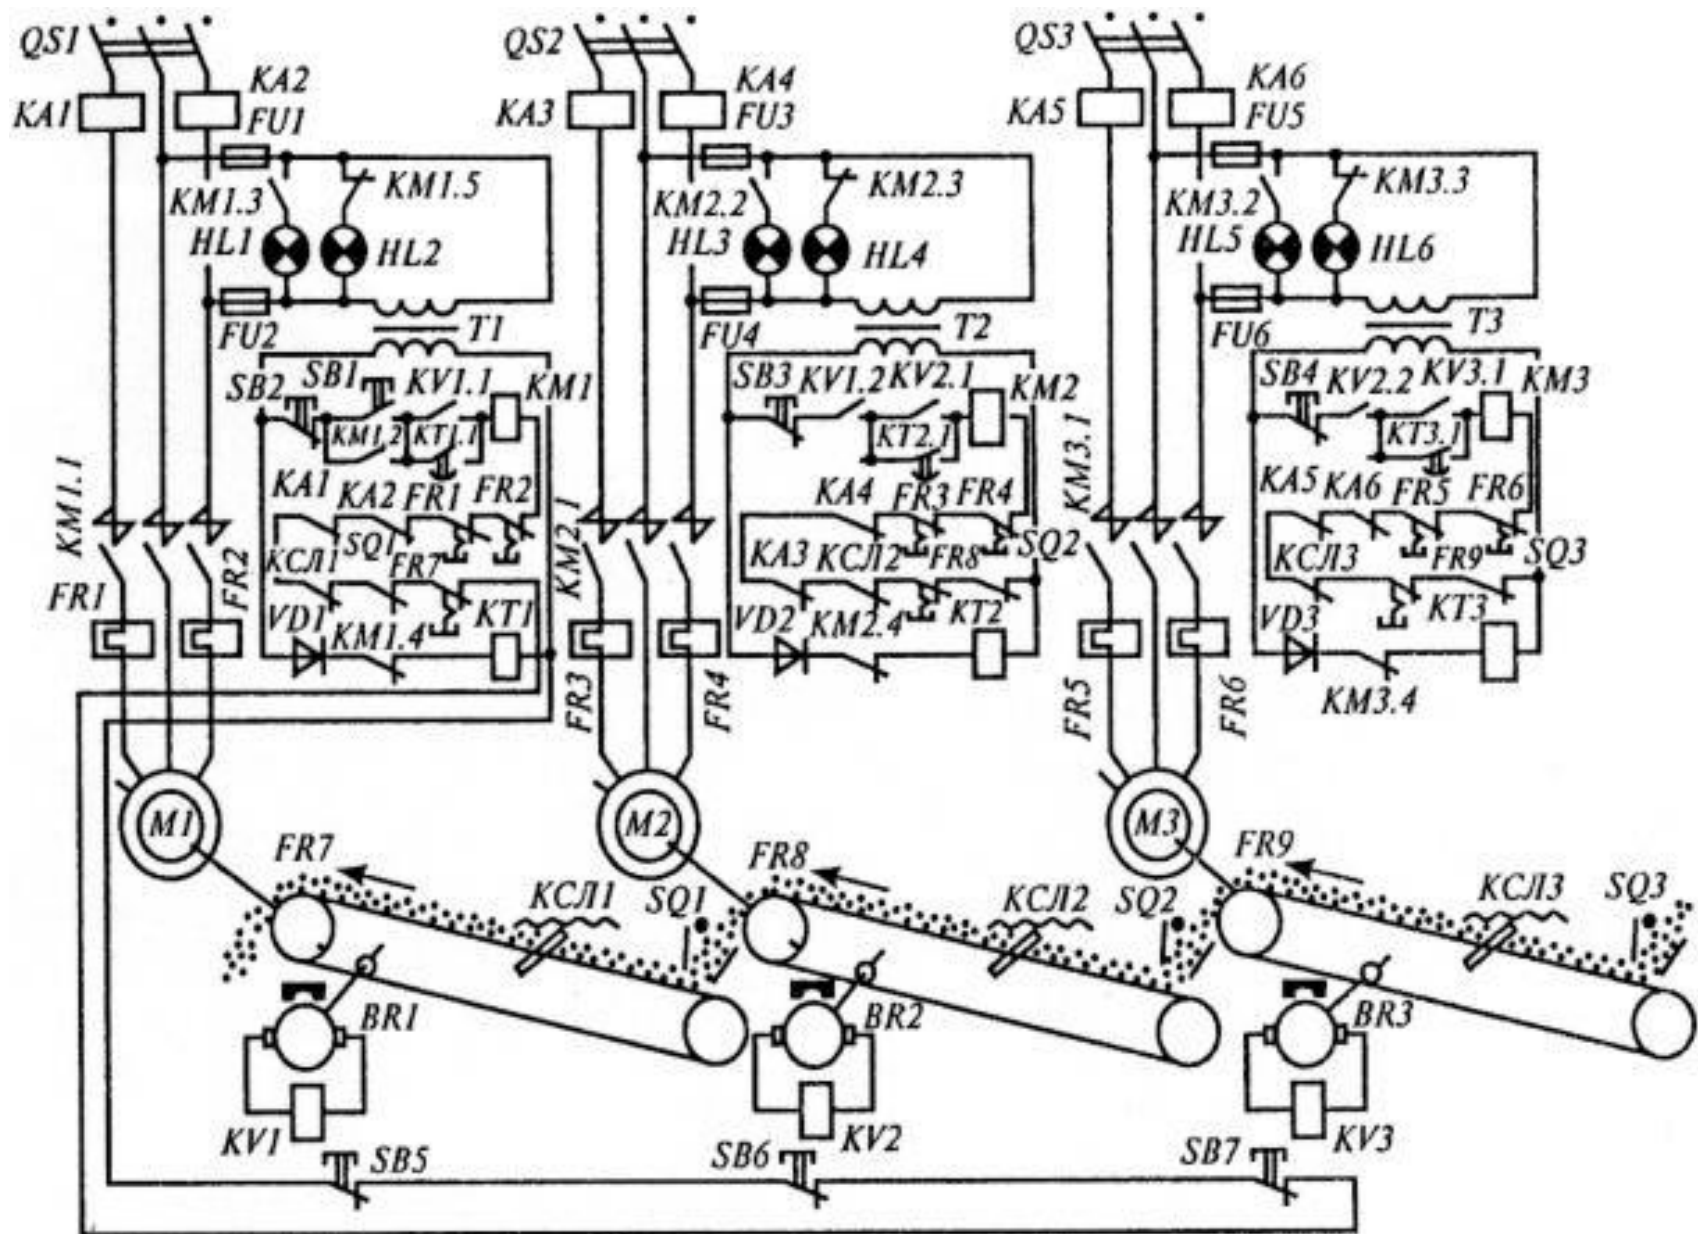 QS1 QS2 QS3
KA1 KA2 KA3 KA4 KA5 KA6
FU1 FU3 FU5
KM1.3 KM1.5 KM2.2 KM2.3 KM3.2 KM3.3
HL1 HL2 HL3 HL4 HL5 HL6
FU2 T1 FU4 T2 FU6 T3
SB2 SB1 KV1.1 KM1 SB3 KV1.2 KV2.1 KM2 SB4 KV2.2 KV3.1 KM3
KM1.2 KT1.1 KT2.1 KT3.1
KM1.1 KA1 KA2 FR1 FR2 KM2.1 KA4 FR3 FR4 KM3.1 KA5 KA6 FR5 FR6
КСЛ1 SQ1 FR7 KA3 КСЛ2 FR8 SQ2 КСЛ3 FR9 SQ3
FR1 FR2 VD1 KM1.4 KT1 VD2 KM2.4 KT2 VD3 KT3
KM3.4
FR3 FR4 FR5 FR6
M1 M2 M3
FR7 КСЛ1 SQ1 FR8 КСЛ2 SQ2 FR9 КСЛ3 SQ3
BR1 BR2 BR3
KV1 KV2 KV3
SB5 SB6 SB7